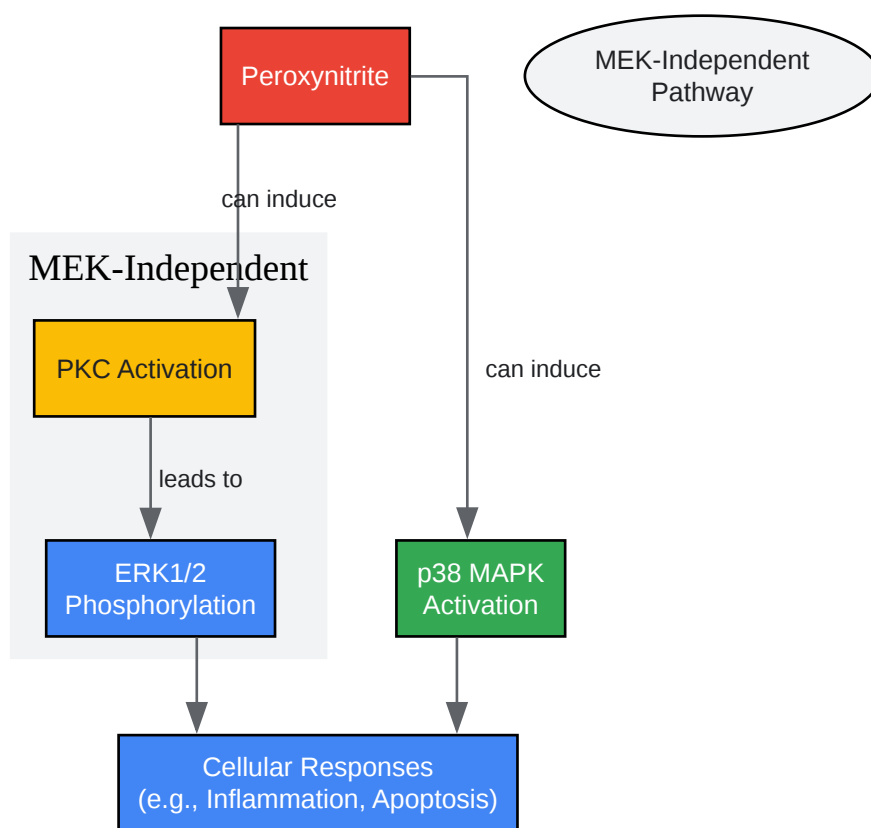 Peroxynitrite
MEK-Independent
Pathway
can induce
MEK-Independent
PKC Activation
can induce
leads to
ERK1/2
Phosphorylation
p38 MAPK
Activation
Cellular Responses
(e.g., Inflammation, Apoptosis)